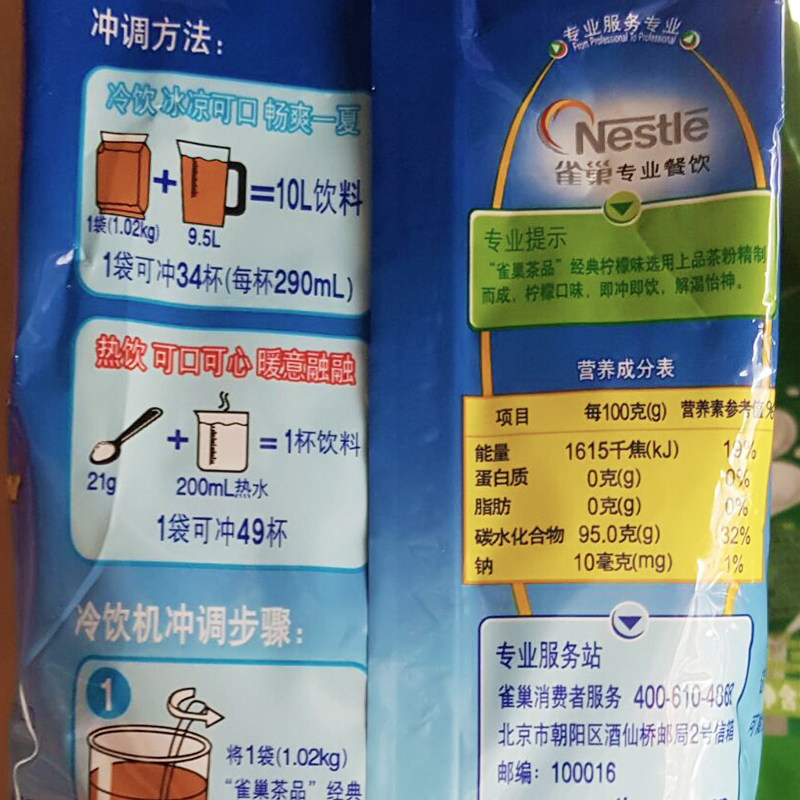 冲调方法：
冷饮 冰凉可口 畅爽一夏
+ =10L饮料
1袋(1.02kg) 9.5L
1袋可冲34杯(每杯290mL)
热饮 可口可心 暖意融融
+ =1杯饮料
21g 200mL热水
1袋可冲49杯
冷饮机冲调步骤：
1
将1袋(1.02kg)
“雀巢茶品”经典
专业服务专业
From Professional To Professional
Nestlé
雀巢专业餐饮
专业提示
“雀巢茶品”经典柠檬味选用上品茶粉精制
而成，柠檬口味，即冲即饮，解渴怡神。
营养成分表
项目 每100克(g) 营养素参考值%
能量 1615千焦(kJ) 19%
蛋白质 0克(g) 0%
脂肪 0克(g) 0%
碳水化合物 95.0克(g) 32%
钠 10毫克(mg) 1%
专业服务站
雀巢消费者服务 400-610-4868
北京市朝阳区酒仙桥邮局2号信箱
邮编：100016